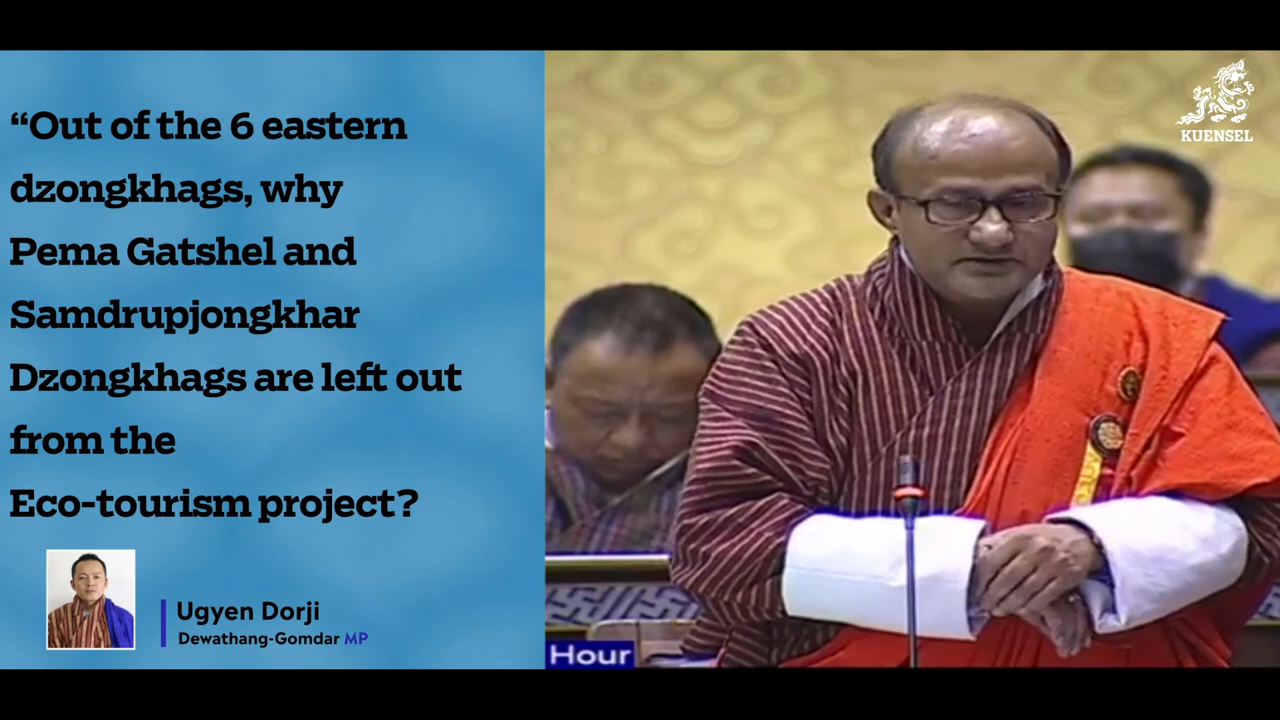 “Out of the 6 eastern
dzongkhags, why
Pema Gatshel and
Samdrupjongkhar
Dzongkhags are left out
from the
Eco-tourism project?
Ugyen Dorji
Dewathang-Gomdar MP
KUENSEL
Hour